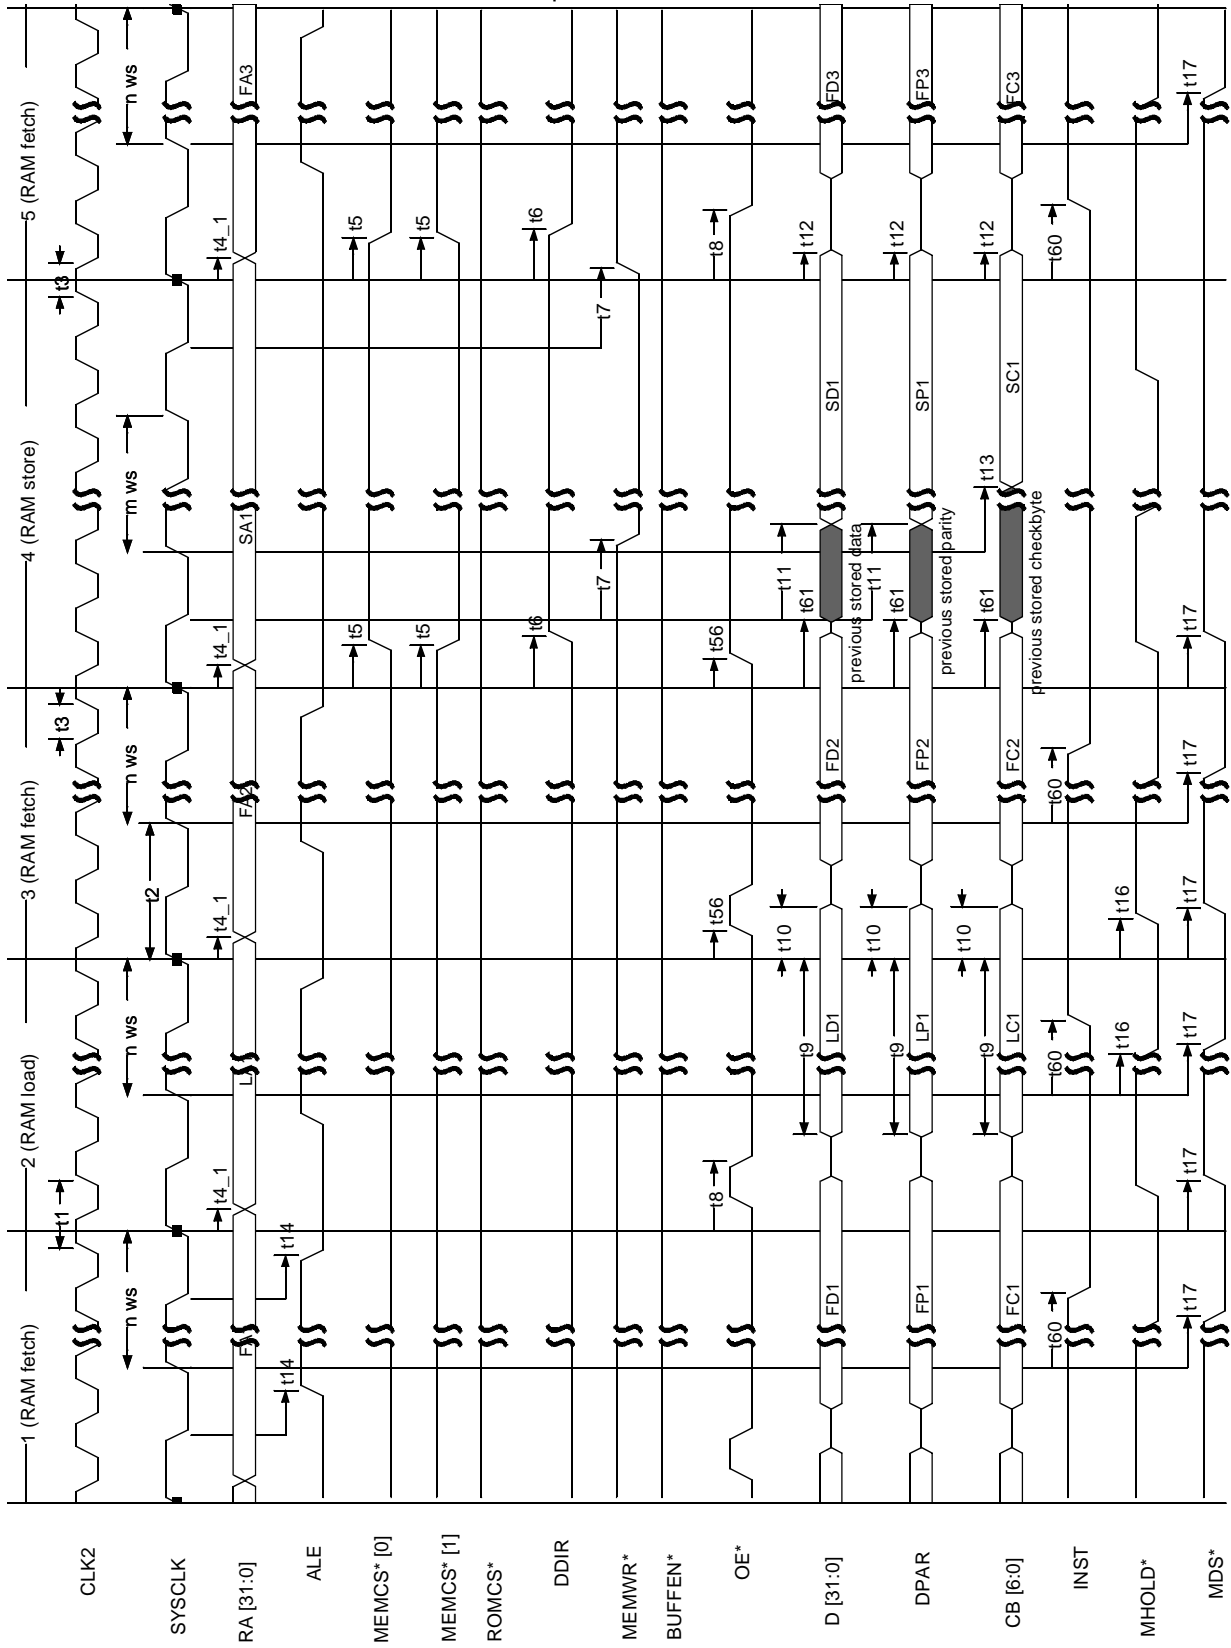 1 (RAM fetch)
2 (RAM load)
3 (RAM fetch)
4 (RAM store)
5 (RAM fetch)
t1
t3
t3
CLK2
n ws
n ws
n ws
m ws
n ws
t2
SYSCLK
t4_1
t4_1
t4_1
t4_1
RA [31:0]
FA2
SA1
FA3
t14
t14
ALE
t5
t5
MEMCS* [0]
t5
t5
MEMCS* [1]
ROMCS*
t6
t6
DDIR
t7
t7
MEMWR*
BUFFEN*
t8
t56
t56
t8
OE*
t10
t11
t9
t61
t12
D [31:0]
FD1
LD1
FD2
SD1
FD3
previous stored data
t10
t11
t9
t61
t12
DPAR
FP1
LP1
FP2
SP1
FP3
previous stored parity
t10
t9
t61
t13
t12
CB [6:0]
FC1
LC1
FC2
SC1
FC3
previous stored checkbyte
t60
t60
t60
t60
INST
t16
t16
MHOLD*
t17
t17
t17
t17
t17
t17
t17
MDS*